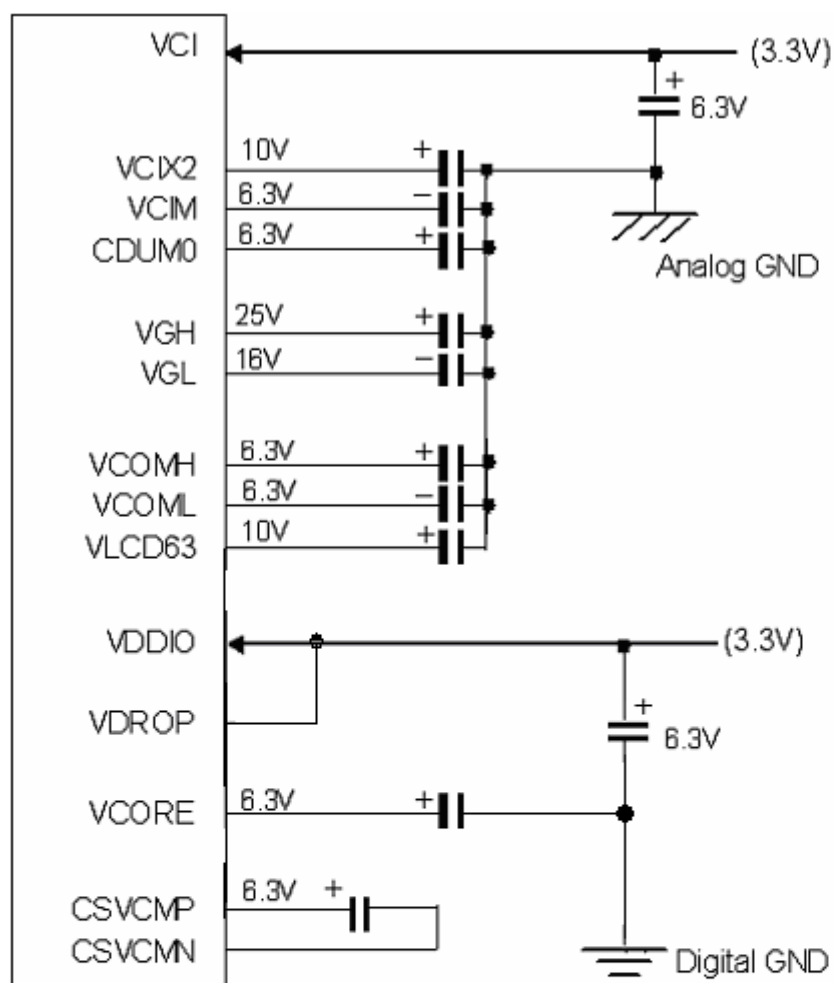 VCI (3.3V)
+
6.3V
VCIX2 10V +
VCIM 6.3V −
CDUM0 6.3V +
Analog GND
VGH 25V +
VGL 16V −
VCOMH 6.3V +
VCOML 6.3V −
VLCD63 10V +
VDDIO (3.3V)
+
VDROP 6.3V
VCORE 6.3V +
CSVCMP 6.3V +
CSVCMN
Digital GND